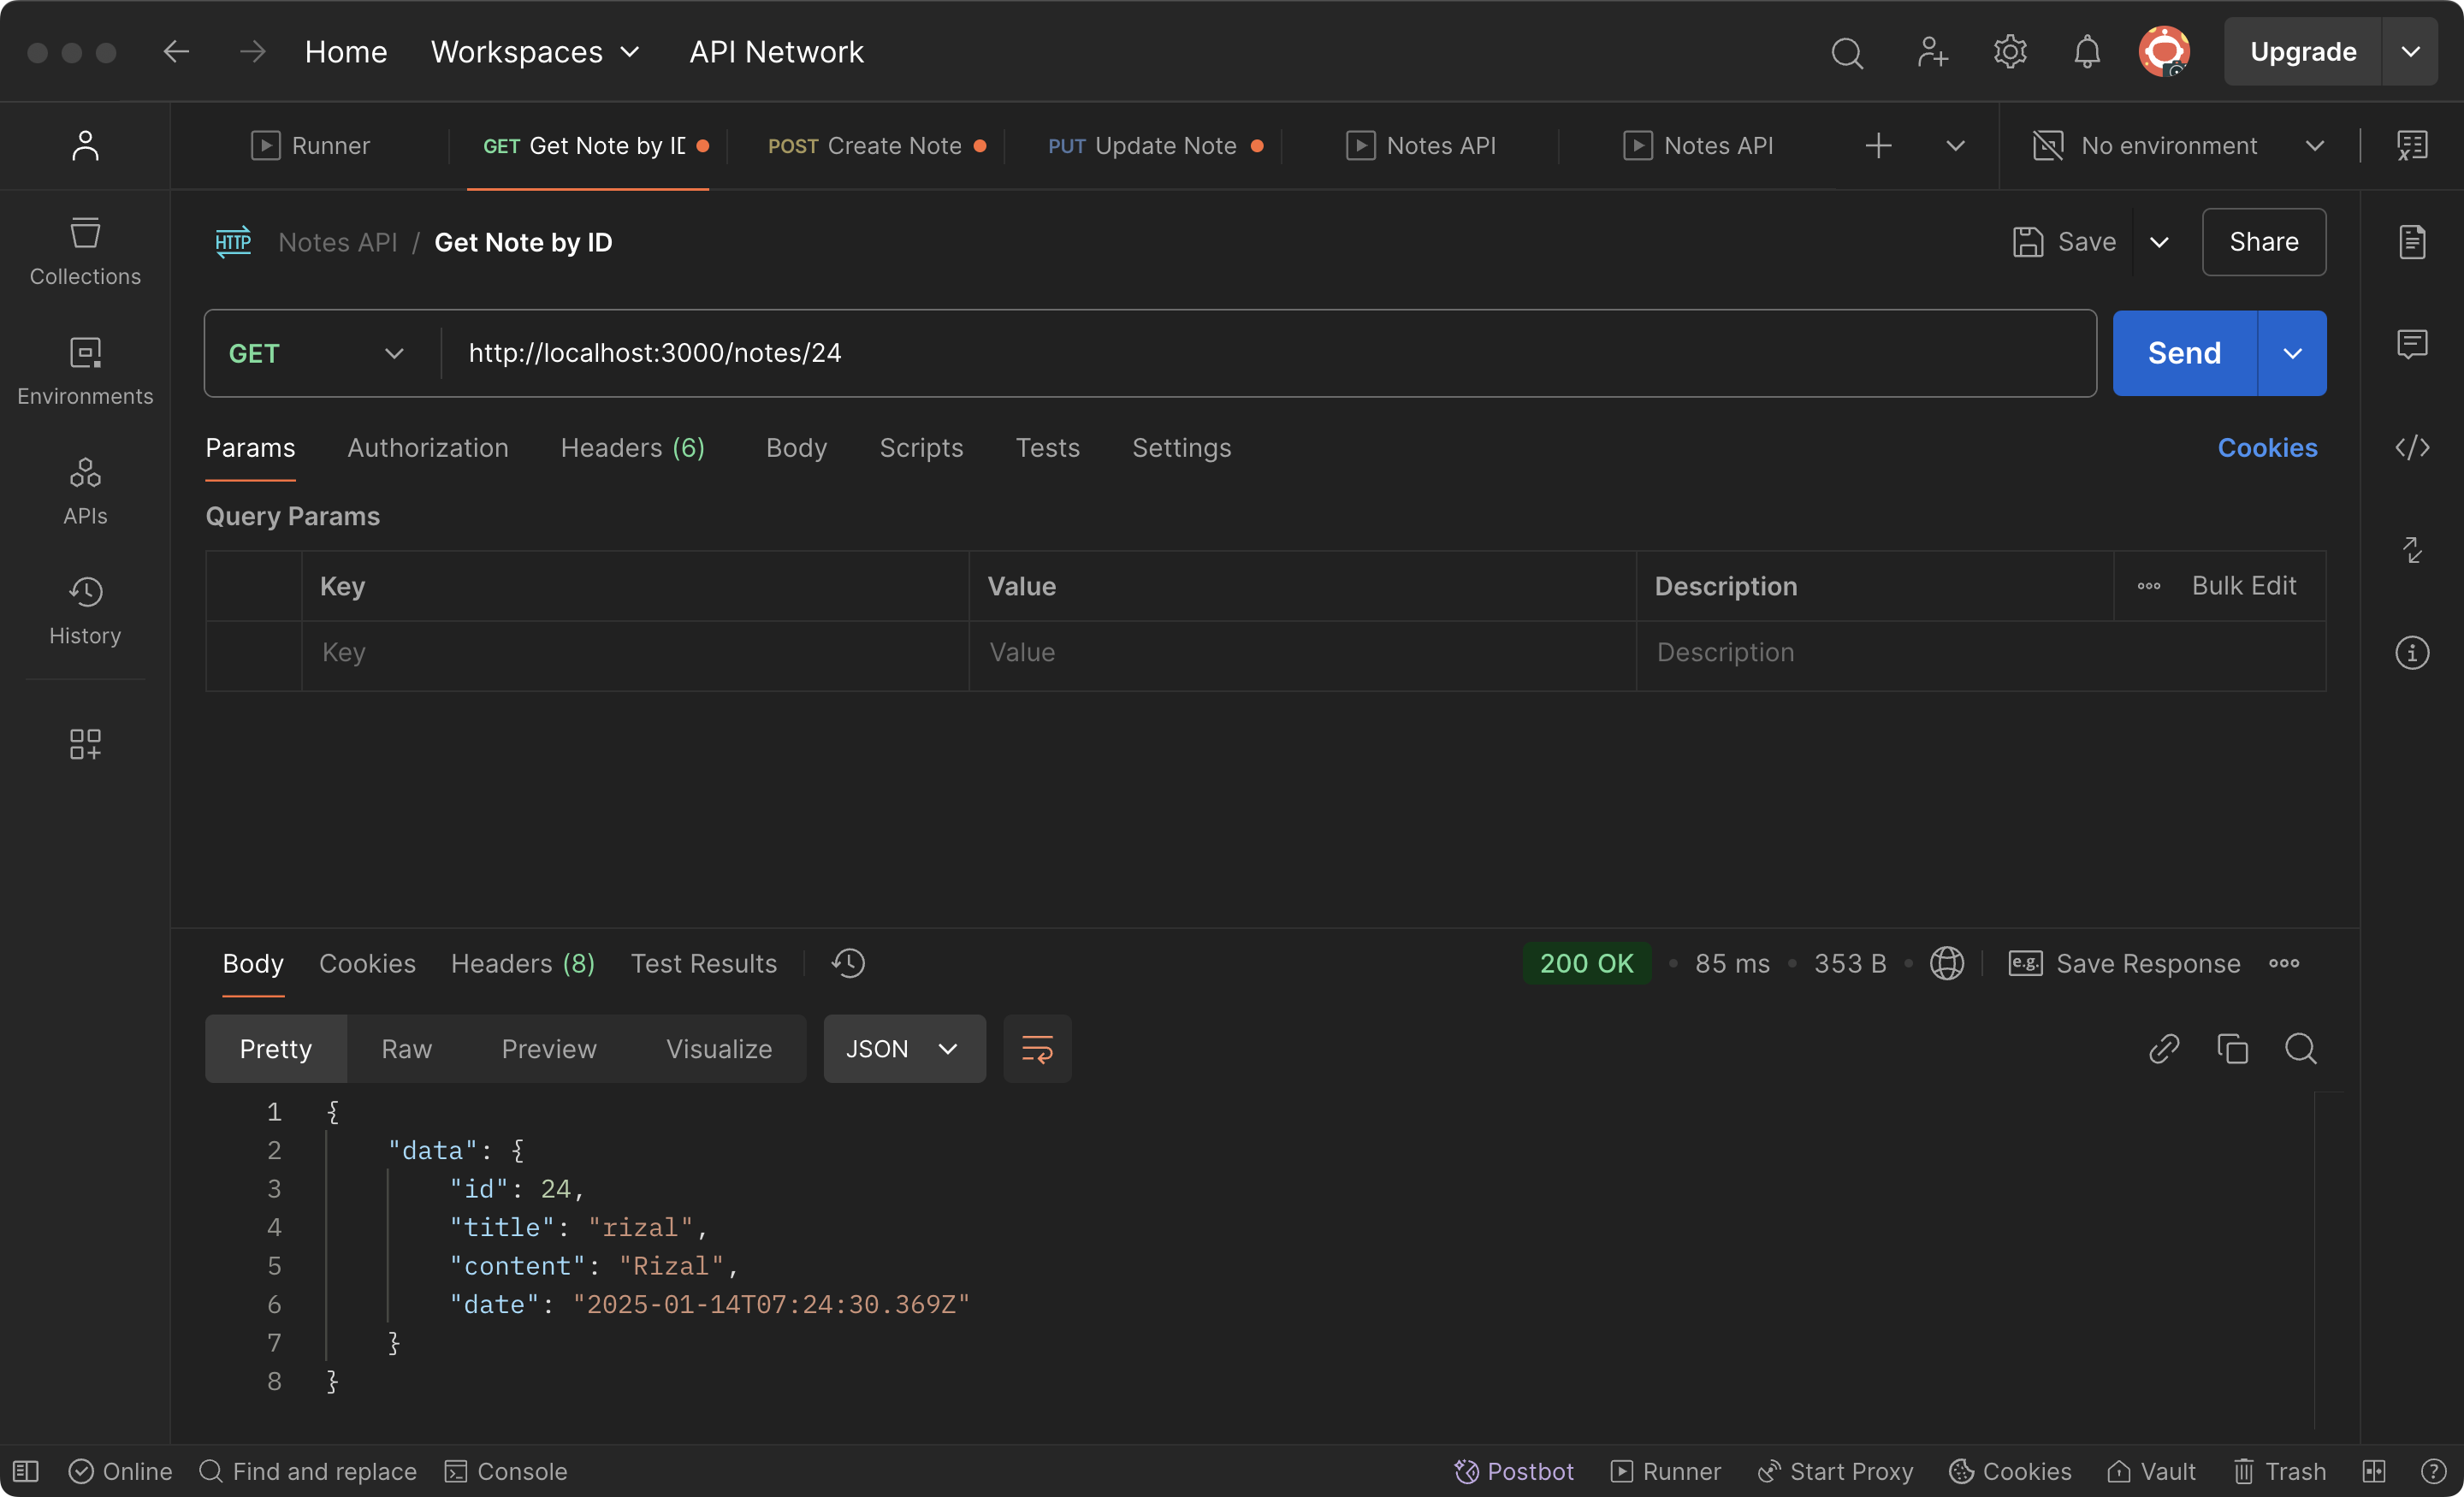 Home Workspaces API Network Upgrade
Runner GET Get Note by ID POST Create Note PUT Update Note Notes API Notes API No environment
HTTP Notes API / Get Note by ID Save Share
Collections
GET http://localhost:3000/notes/24 Send
Environments
Params Authorization Headers (6) Body Scripts Tests Settings Cookies
APIs
Query Params
Key Value Description Bulk Edit
History
Key Value Description
Body Cookies Headers (8) Test Results 200 OK 85 ms 353 B e.g. Save Response
Pretty Raw Preview Visualize JSON
1 {
2 "data": {
3 "id": 24,
4 "title": "rizal",
5 "content": "Rizal",
6 "date": "2025-01-14T07:24:30.369Z"
7 }
8 }
Online Find and replace Console Postbot Runner Start Proxy Cookies Vault Trash